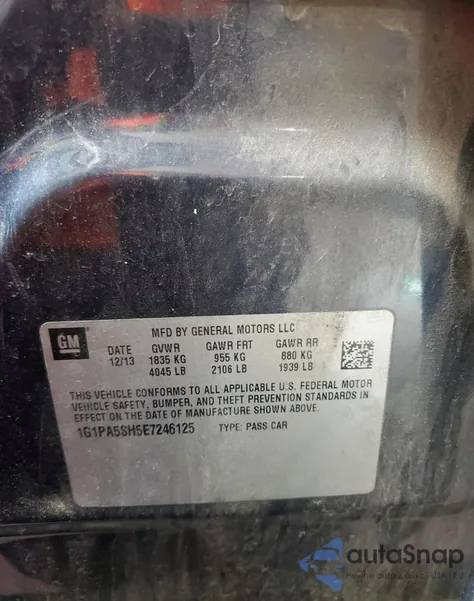 GM
MFD BY GENERAL MOTORS LLC
DATE GVWR GAWR FRT GAWR RR
12/13 1835 KG 955 KG 880 KG
4045 LB 2106 LB 1939 LB
THIS VEHICLE CONFORMS TO ALL APPLICABLE U.S. FEDERAL MOTOR
VEHICLE SAFETY, BUMPER, AND THEFT PREVENTION STANDARDS IN
EFFECT ON THE DATE OF MANUFACTURE SHOWN ABOVE.
1G1PA5SH5E7246125 TYPE: PASS CAR
autoSnap